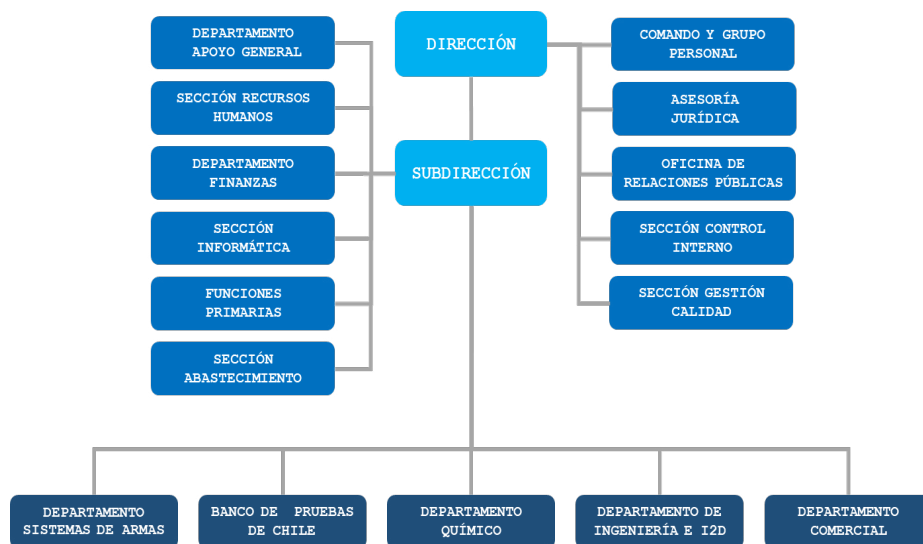 DEPARTAMENTO
APOYO GENERAL
DIRECCIÓN
COMANDO Y GRUPO
PERSONAL
SECCIÓN RECURSOS
HUMANOS
ASESORÍA
JURÍDICA
DEPARTAMENTO
FINANZAS
SUBDIRECCIÓN
OFICINA DE
RELACIONES PÚBLICAS
SECCIÓN
INFORMÁTICA
SECCIÓN CONTROL
INTERNO
FUNCIONES
PRIMARIAS
SECCIÓN GESTIÓN
CALIDAD
SECCIÓN
ABASTECIMIENTO
DEPARTAMENTO
SISTEMAS DE ARMAS
BANCO DE PRUEBAS
DE CHILE
DEPARTAMENTO
QUÍMICO
DEPARTAMENTO DE
INGENIERÍA E I2D
DEPARTAMENTO
COMERCIAL